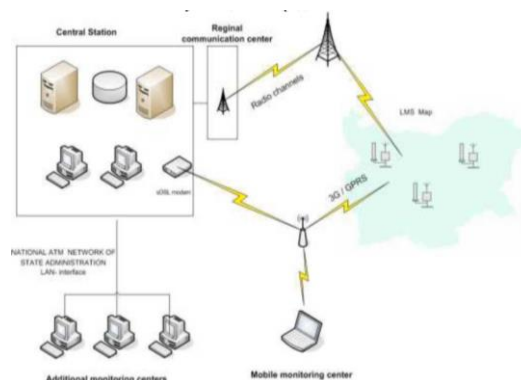 Central Station
Reginal
communication center
Radio channels
LMS Map
xDSL modem
3G / GPRS
NATIONAL ATM NETWORK OF
STATE ADMINISTRATION
LAN- interface
Additional monitoring centers
Mobile monitoring center